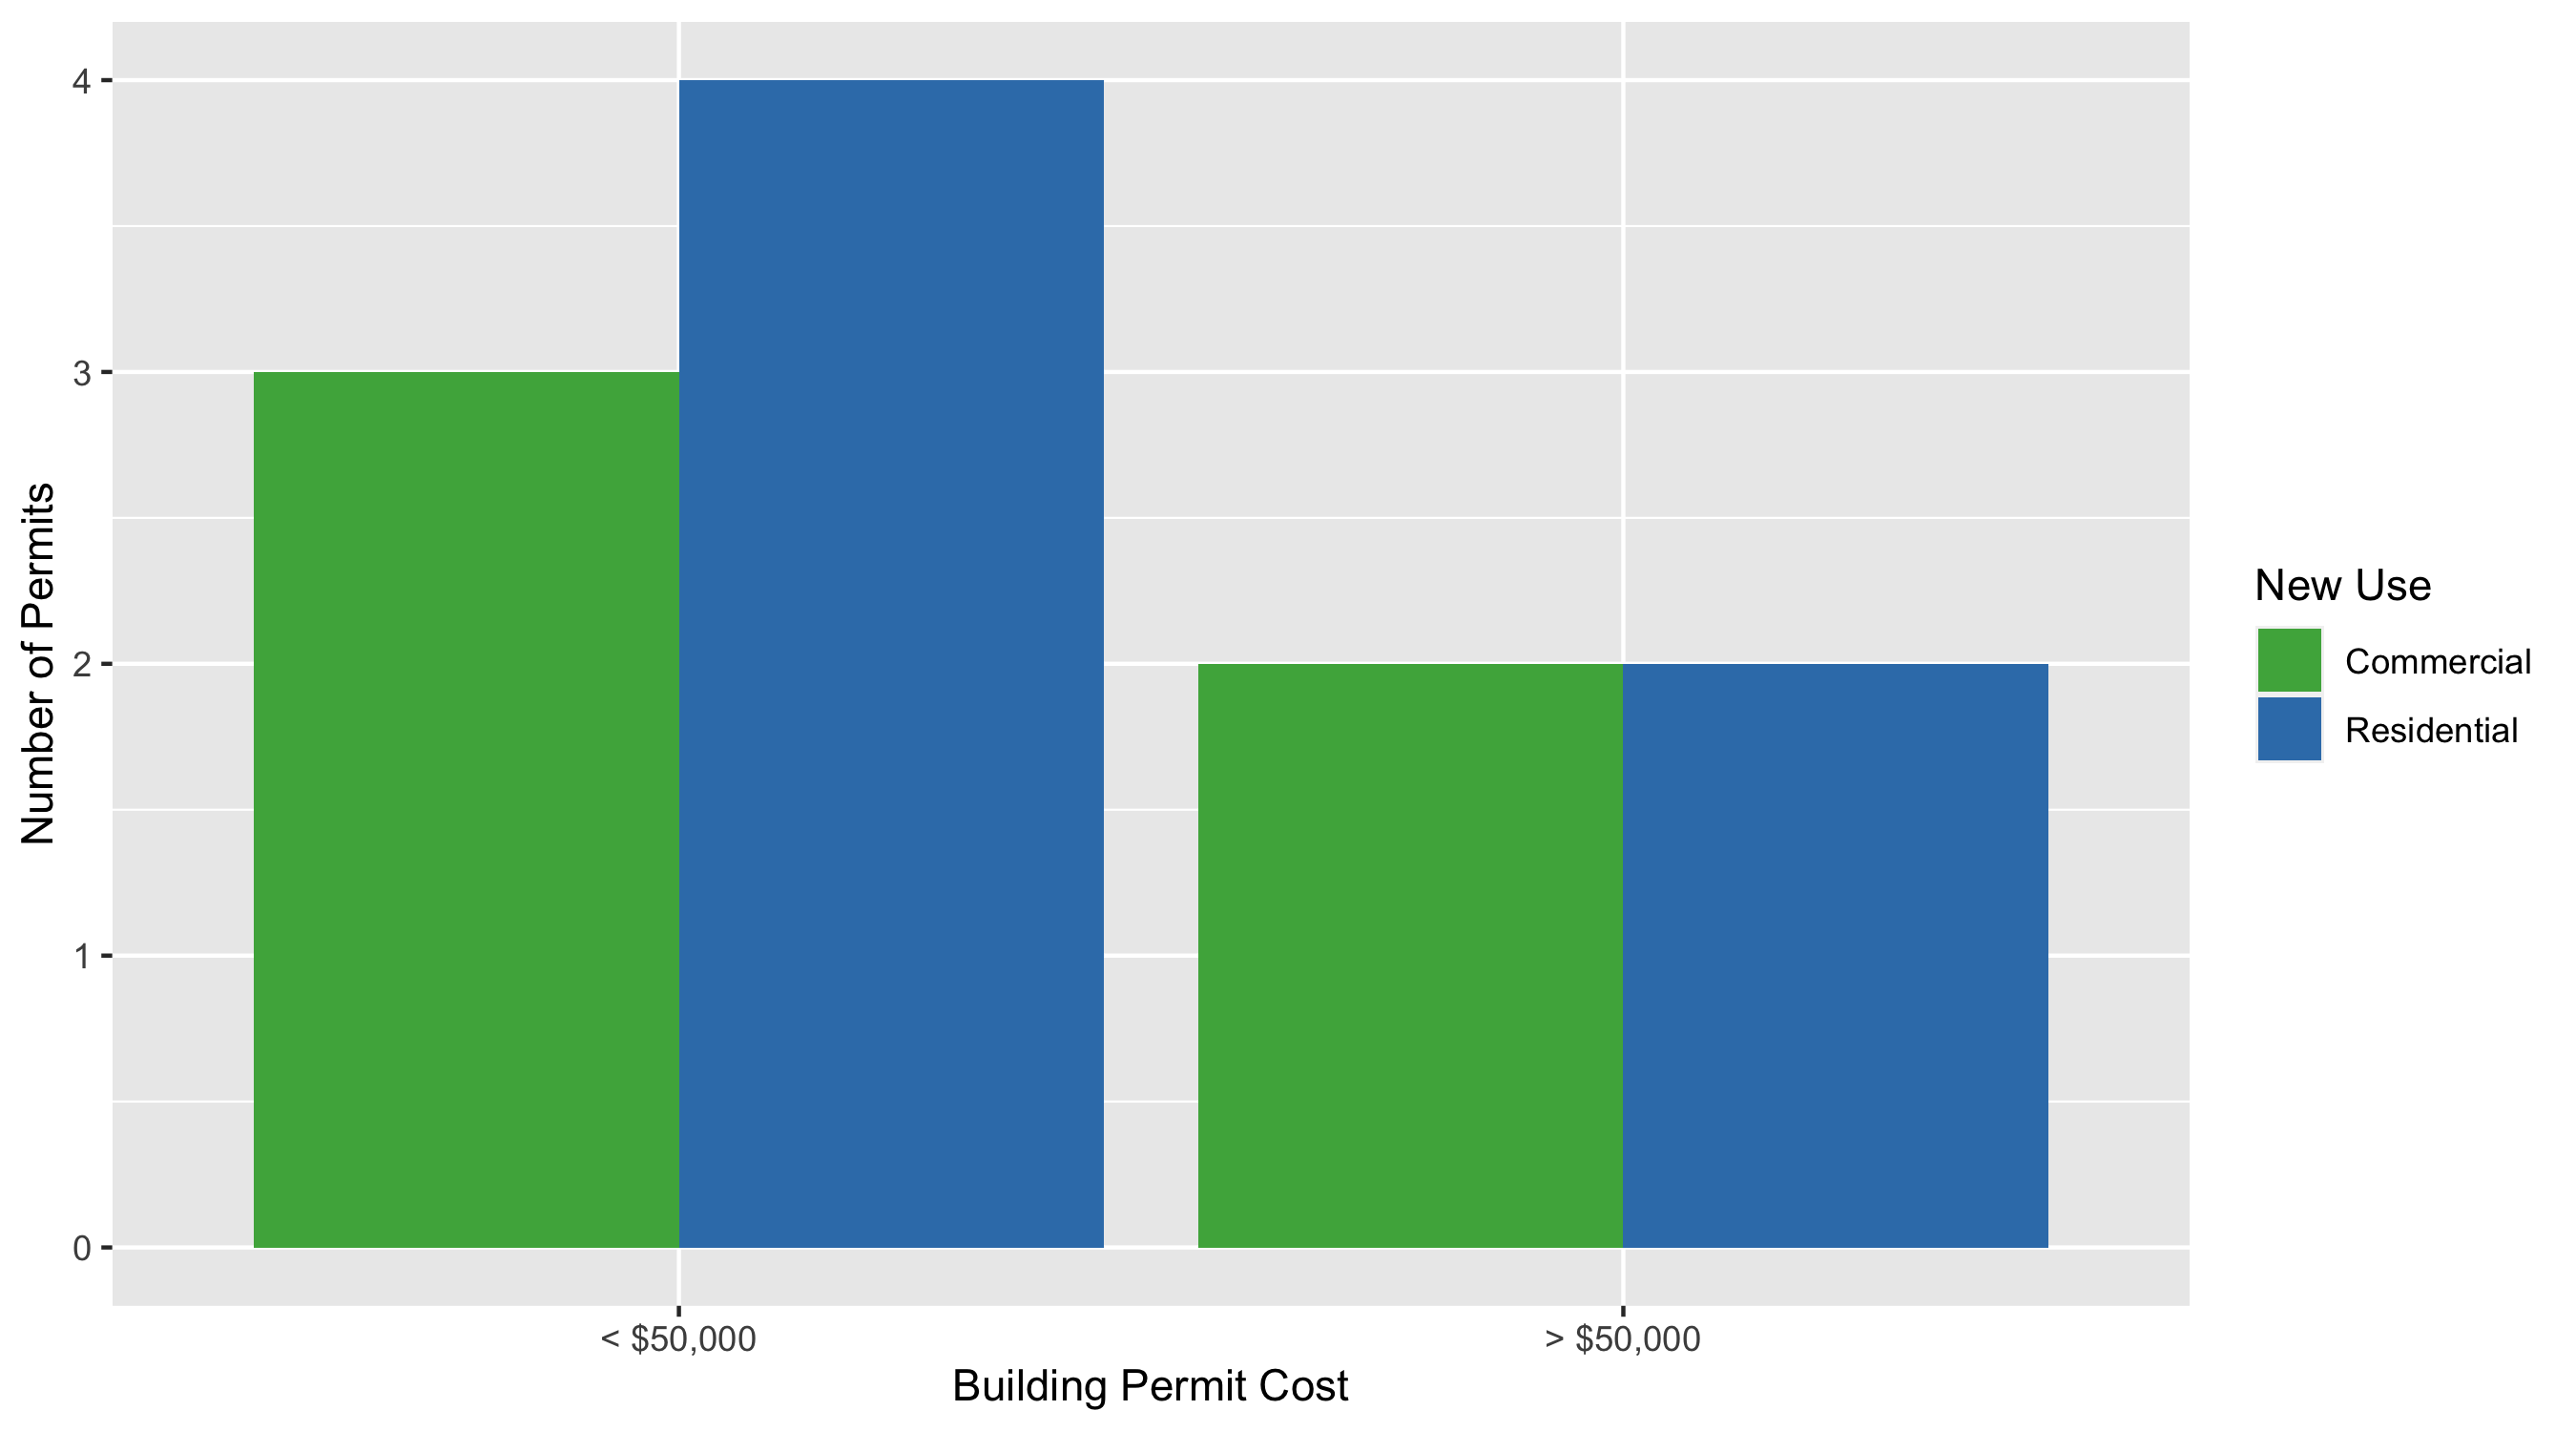 4
3
2
1
0
Number of Permits
< $50,000
> $50,000
Building Permit Cost
New Use
Commercial
Residential